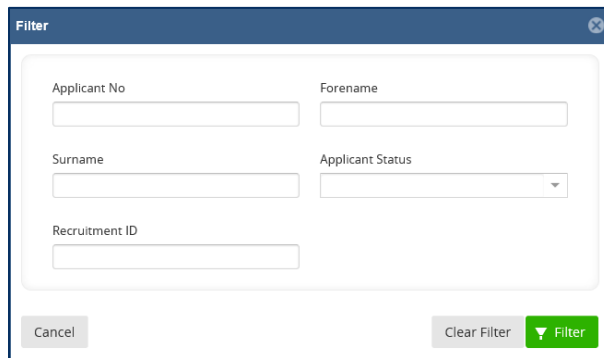 Filter
Applicant No
Forename
Surname
Applicant Status
Recruitment ID
Cancel
Clear Filter
Filter